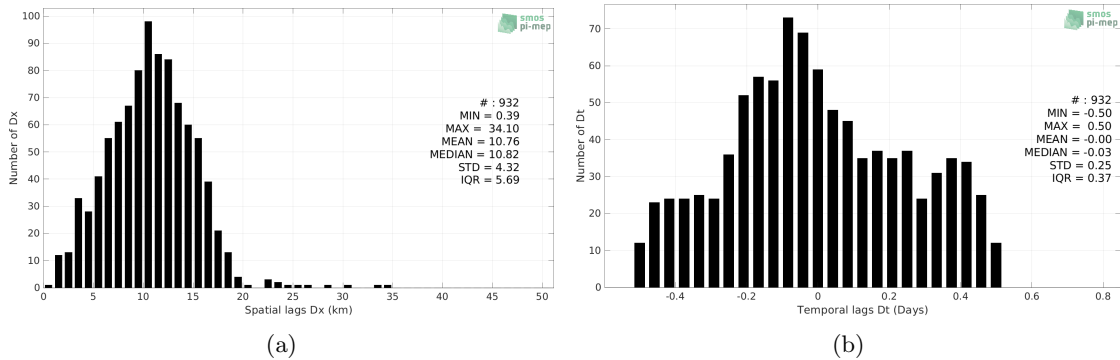 smos
pi-mep
100
90
80
70
60
50
40
30
20
10
0
Number of Dx
# : 932
MIN = 0.39
MAX = 34.10
MEAN = 10.76
MEDIAN = 10.82
STD = 4.32
IQR = 5.69
0 5 10 15 20 25 30 35 40 45 50
Spatial lags Dx (km)
(a)
smos
pi-mep
70
60
50
40
30
20
10
0
Number of Dt
# : 932
MIN = -0.50
MAX = 0.50
MEAN = -0.00
MEDIAN = -0.03
STD = 0.25
IQR = 0.37
-0.4 -0.2 0 0.2 0.4 0.6 0.8
Temporal lags Dt (Days)
(b)